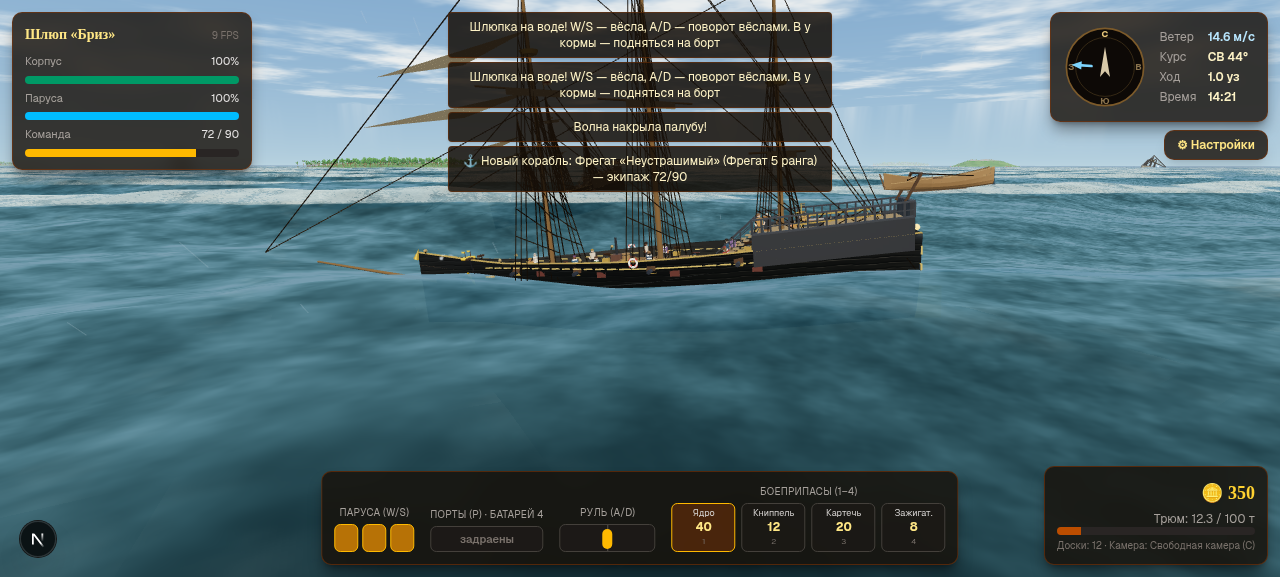 Шлюп «Бриз»
9 FPS
Корпус
100%
Паруса
100%
Команда
72 / 90
Шлюпка на воде! W/S — вёсла, A/D — поворот вёслами. В у
кормы — подняться на борт
Шлюпка на воде! W/S — вёсла, A/D — поворот вёслами. В у
кормы — подняться на борт
Волна накрыла палубу!
⚓ Новый корабль: Фрегат «Неустрашимый» (Фрегат 5 ранга)
— экипаж 72/90
С
З
В
Ю
Ветер 14.6 м/с
Курс СВ 44°
Ход 1.0 уз
Время 14:21
⚙ Настройки
ПАРУСА (W/S)
ПОРТЫ (P) · БАТАРЕЙ 4
задраены
РУЛЬ (A/D)
БОЕПРИПАСЫ (1–4)
Ядро
40
1
Книппель
12
2
Картечь
20
3
Зажигат.
8
4
N
🪙 350
Трюм: 12.3 / 100 т
Доски: 12 · Камера: Свободная камера (C)